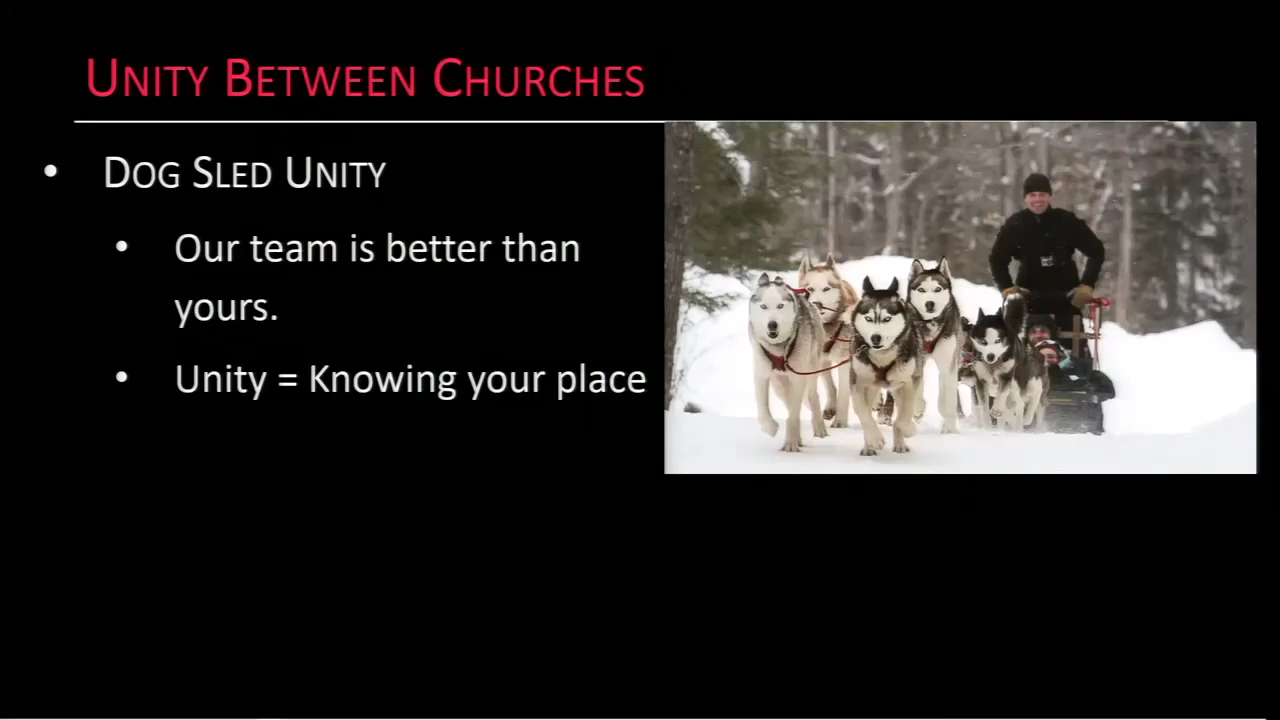 UNITY BETWEEN CHURCHES
• DOG SLED UNITY
• Our team is better than
yours.
• Unity = Knowing your place